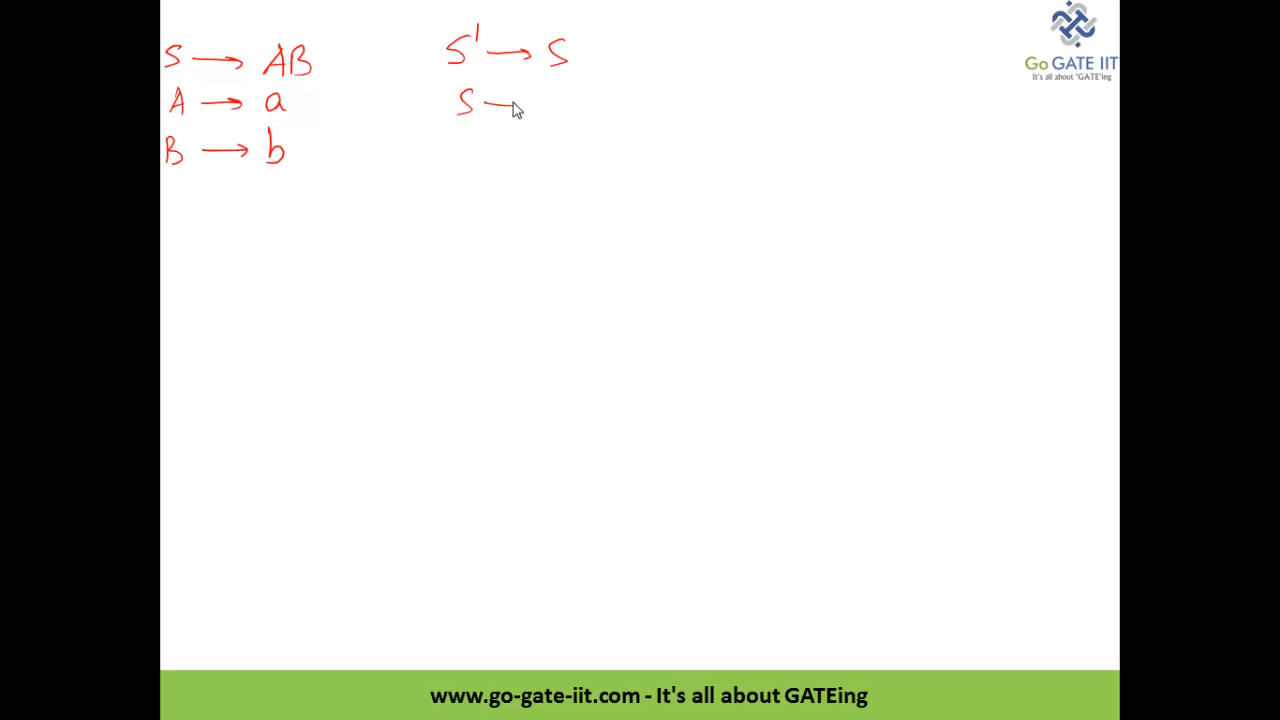 S → AB
A → a
B → b
S' → S
S →
Go GATE IIT
It's all about 'GATE'ing
www.go-gate-iit.com - It's all about GATEing